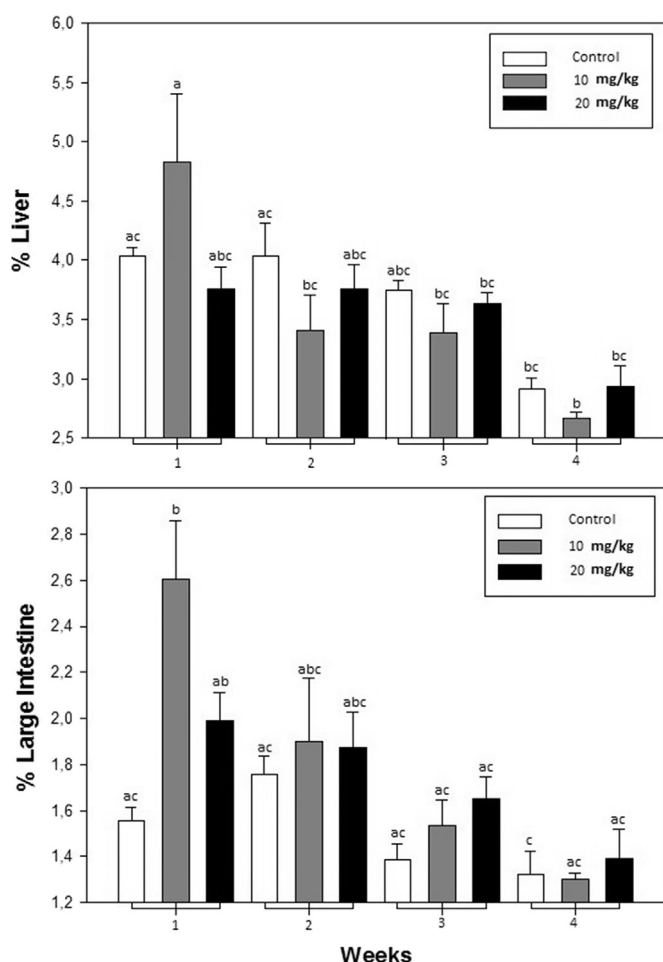 6,0
5,5
5,0
4,5
4,0
3,5
3,0
2,5
% Liver
Control
10 mg/kg
20 mg/kg
ac
a
abc
ac
bc
abc
abc
bc
bc
bc
b
bc
1
2
3
4
3,0
2,8
2,6
2,4
2,2
2,0
1,8
1,6
1,4
1,2
% Large Intestine
Control
10 mg/kg
20 mg/kg
ac
b
ab
ac
abc
abc
ac
ac
ac
c
ac
ac
1
2
3
4
Weeks